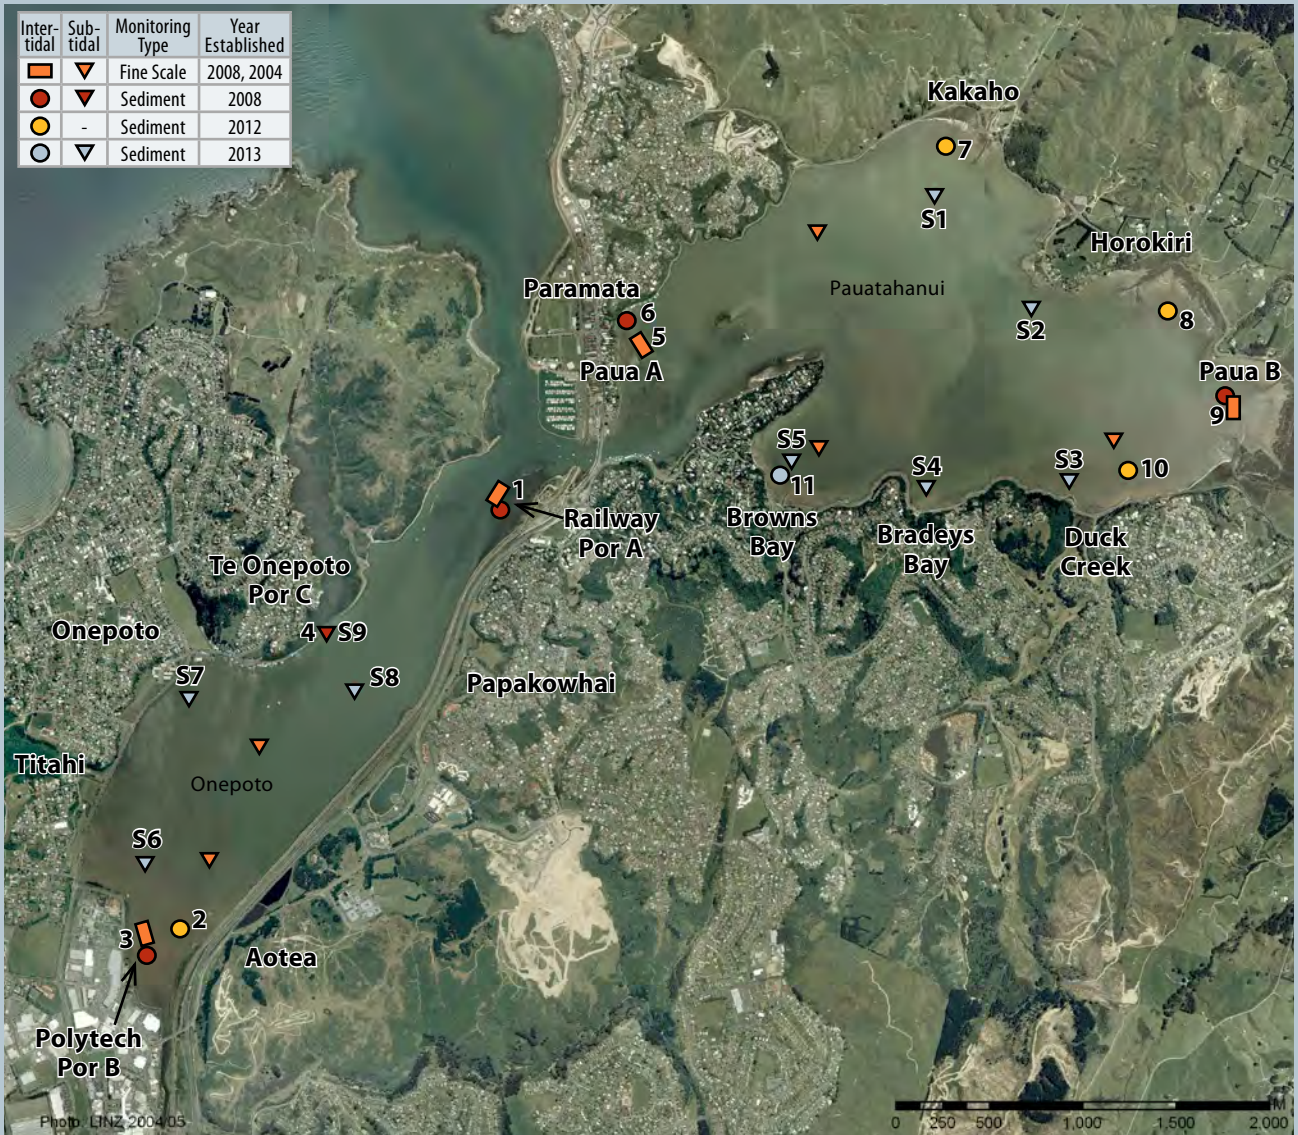 Inter-
tidal
Sub-
tidal
Monitoring
Type
Year
Established
Fine Scale
2008, 2004
Sediment
2008
-
Sediment
2012
Sediment
2013
Kakaho
7
S1
Horokiri
Pauatahanui
Paramata
6
8
S2
5
Paua A
Paua B
9
S5
S4
S3
10
11
1
Railway
Por A
Browns
Bay
Bradeys
Bay
Duck
Creek
Te Onepoto
Por C
Onepoto
4
S9
S7
S8
Papakowhai
Titahi
Onepoto
S6
2
3
Aotea
Polytech
Por B
Photo LINZ 2004/05
M
0
250
500
1,000
1,500
2,000